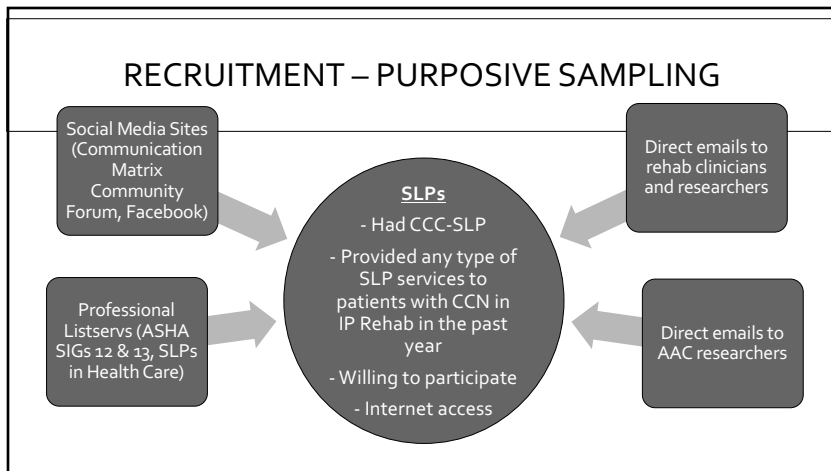 RECRUITMENT – PURPOSIVE SAMPLING
Social Media Sites
(Communication
Matrix
Community
Forum, Facebook)
Professional
Listservs (ASHA
SIGs 12 & 13, SLPs
in Health Care)
SLPs
- Had CCC-SLP
- Provided any type of
SLP services to
patients with CCN in
IP Rehab in the past
year
- Willing to participate
- Internet access
Direct emails to
rehab clinicians
and researchers
Direct emails to
AAC researchers